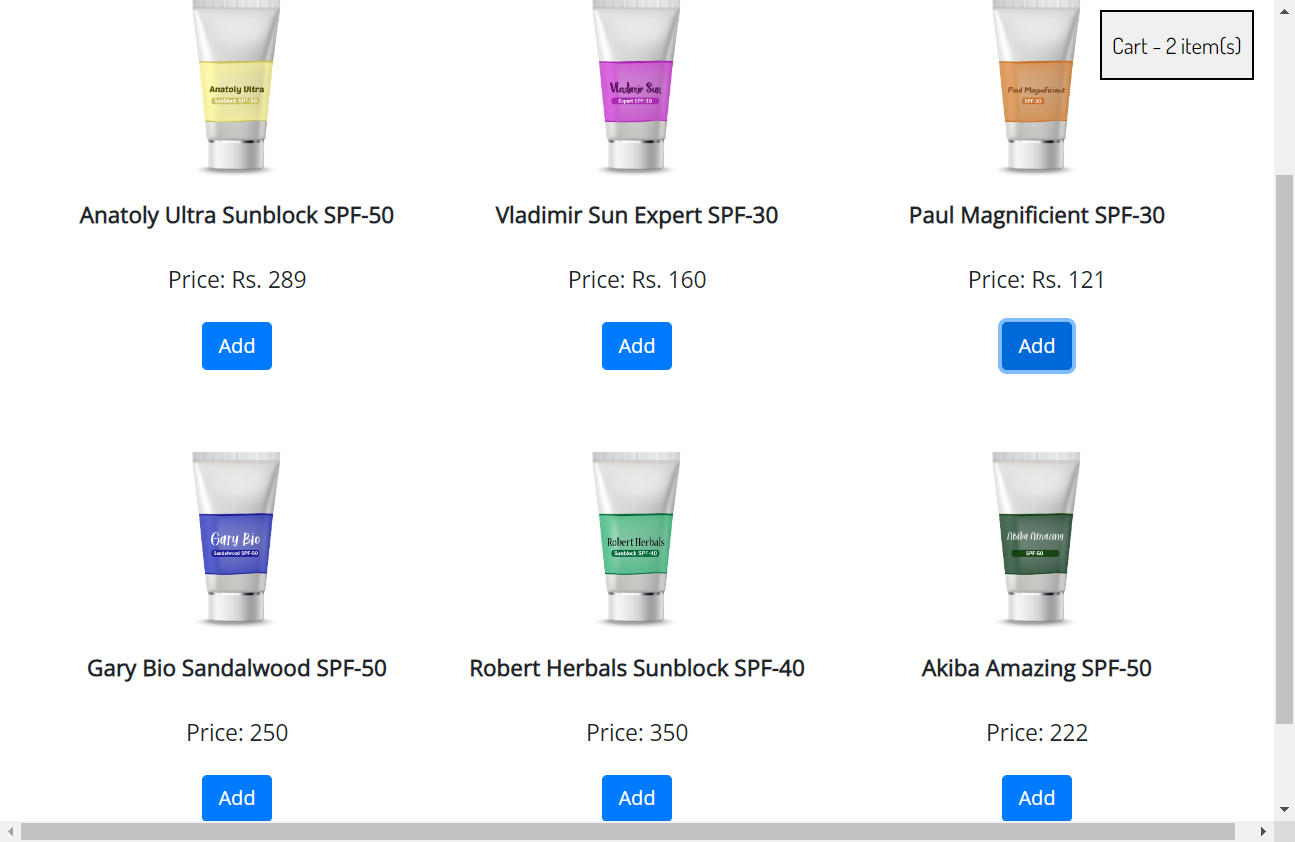 Cart - 2 item(s)
Anatoly Ultra
Sunblock SPF-50
Vladimir Sun
Expert SPF-30
Paul Magnificient
SPF-30
Anatoly Ultra Sunblock SPF-50
Vladimir Sun Expert SPF-30
Paul Magnificient SPF-30
Price: Rs. 289
Price: Rs. 160
Price: Rs. 121
Add
Add
Add
Gary Bio
Sandalwood SPF-50
Robert Herbals
Sunblock SPF-40
Akiba Amazing
SPF-50
Gary Bio Sandalwood SPF-50
Robert Herbals Sunblock SPF-40
Akiba Amazing SPF-50
Price: 250
Price: 350
Price: 222
Add
Add
Add